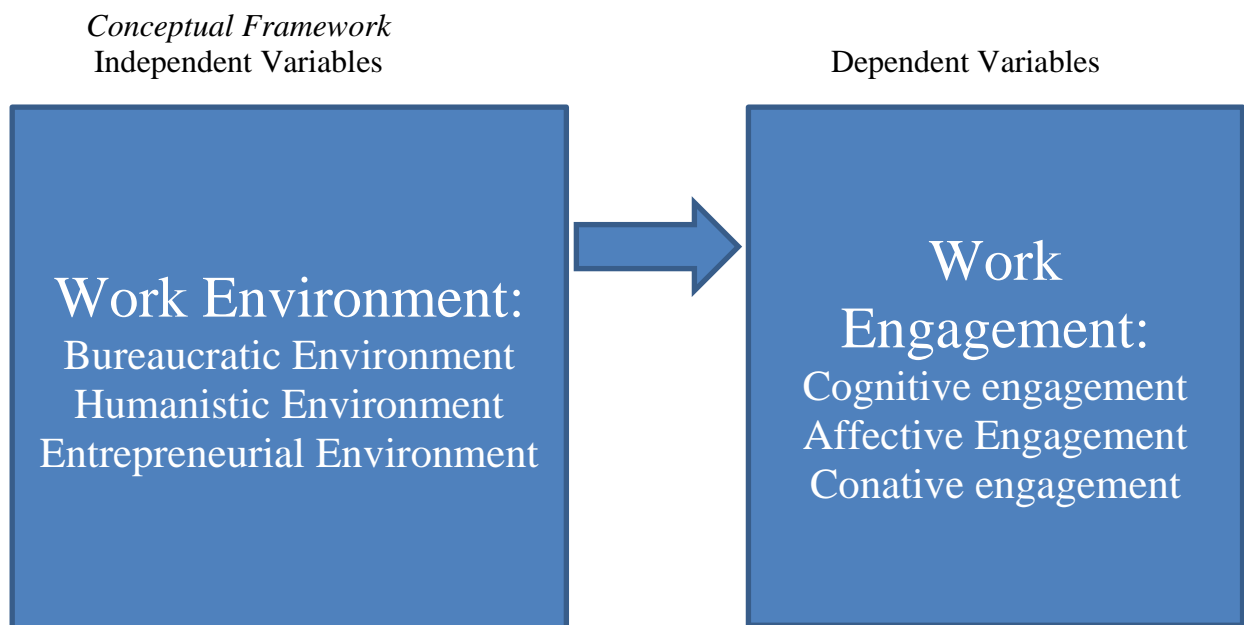 Conceptual Framework
Independent Variables
Dependent Variables
Work Environment:
Bureaucratic Environment
Humanistic Environment
Entrepreneurial Environment
Work
Engagement:
Cognitive engagement
Affective Engagement
Conative engagement